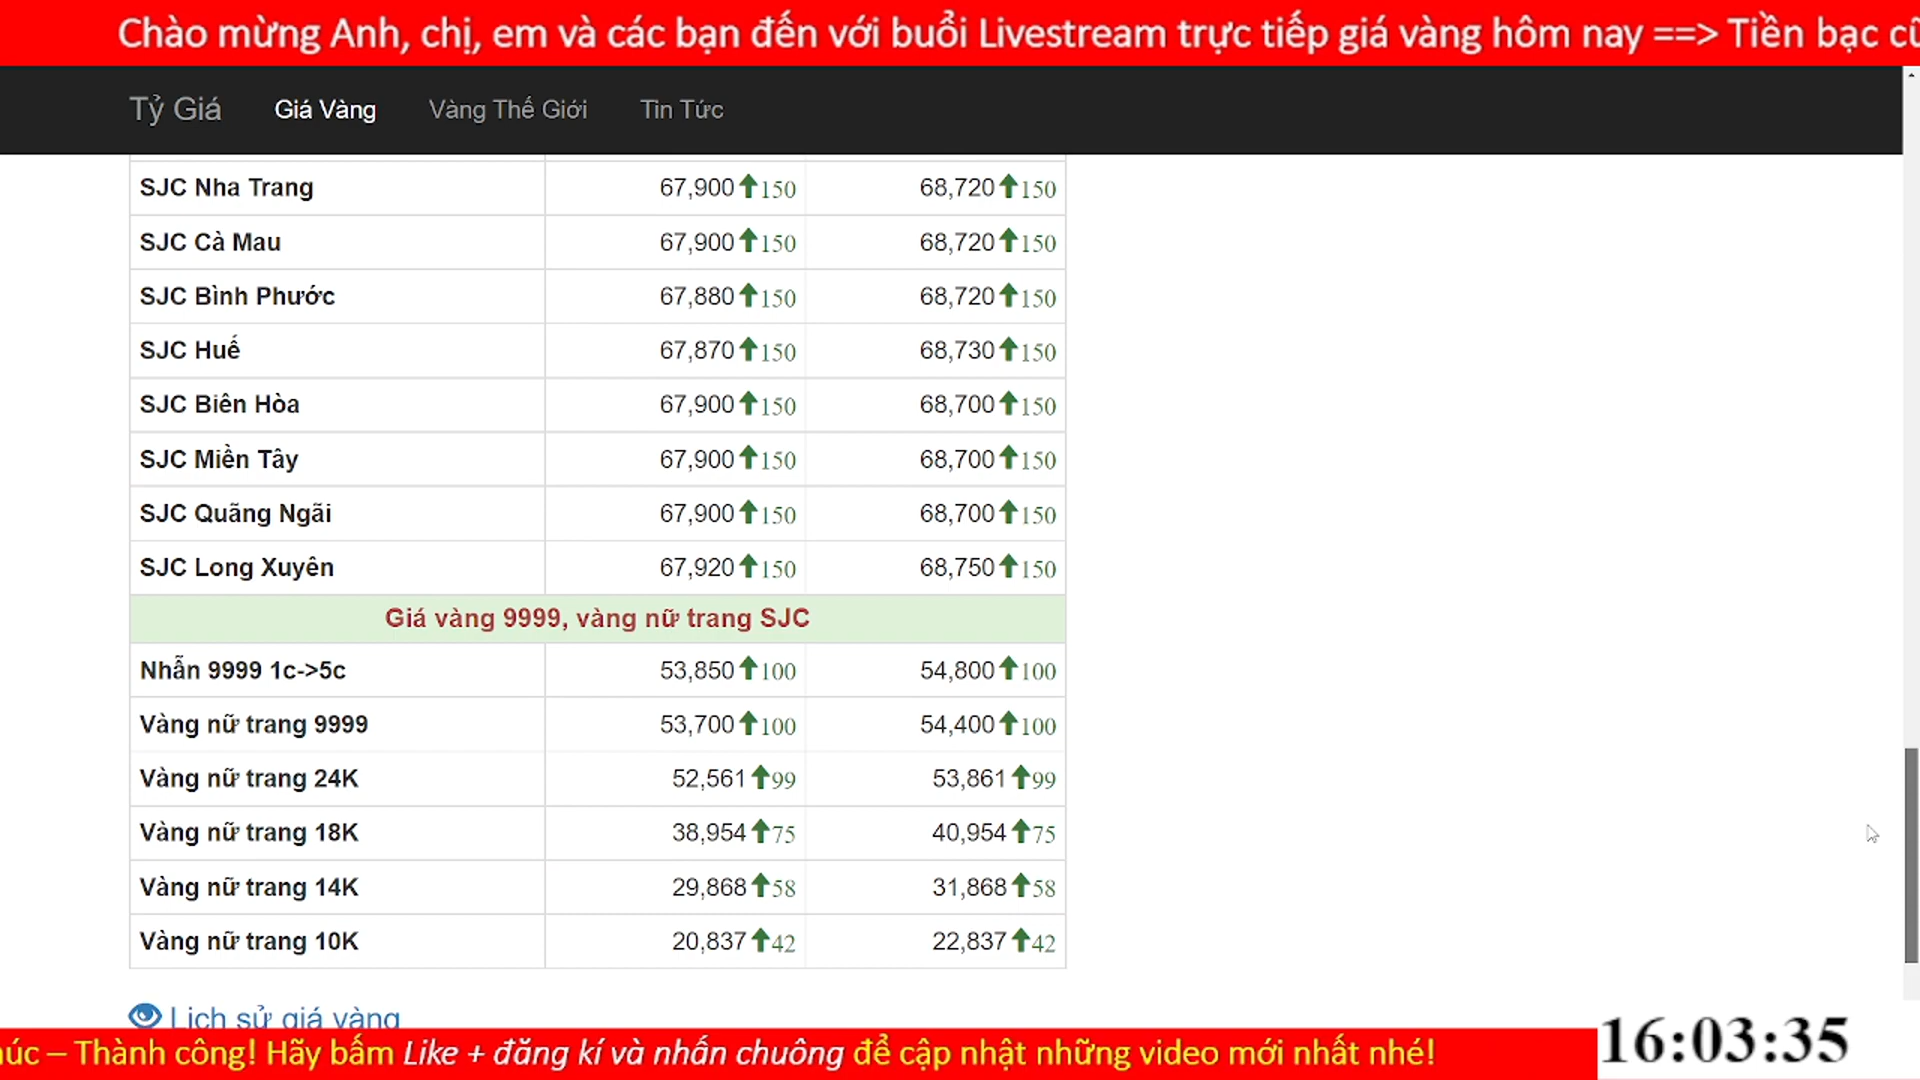 Chào mừng Anh, chị, em và các bạn đến với buổi Livestream trực tiếp giá vàng hôm nay ==> Tiền bạc
Tỷ Giá Giá Vàng Vàng Thế Giới Tin Tức
SJC Nha Trang 67,900 150 68,720 150
SJC Cà Mau 67,900 150 68,720 150
SJC Bình Phước 67,880 150 68,720 150
SJC Huế 67,870 150 68,730 150
SJC Biên Hòa 67,900 150 68,700 150
SJC Miền Tây 67,900 150 68,700 150
SJC Quãng Ngãi 67,900 150 68,700 150
SJC Long Xuyên 67,920 150 68,750 150
Giá vàng 9999, vàng nữ trang SJC
Nhẫn 9999 1c->5c 53,850 100 54,800 100
Vàng nữ trang 9999 53,700 100 54,400 100
Vàng nữ trang 24K 52,561 99 53,861 99
Vàng nữ trang 18K 38,954 75 40,954 75
Vàng nữ trang 14K 29,868 58 31,868 58
Vàng nữ trang 10K 20,837 42 22,837 42
Lịch sử giá vàng
– Thành công! Hãy bấm Like + đăng kí và nhấn chuông để cập nhật những video mới nhất nhé!
16:03:35